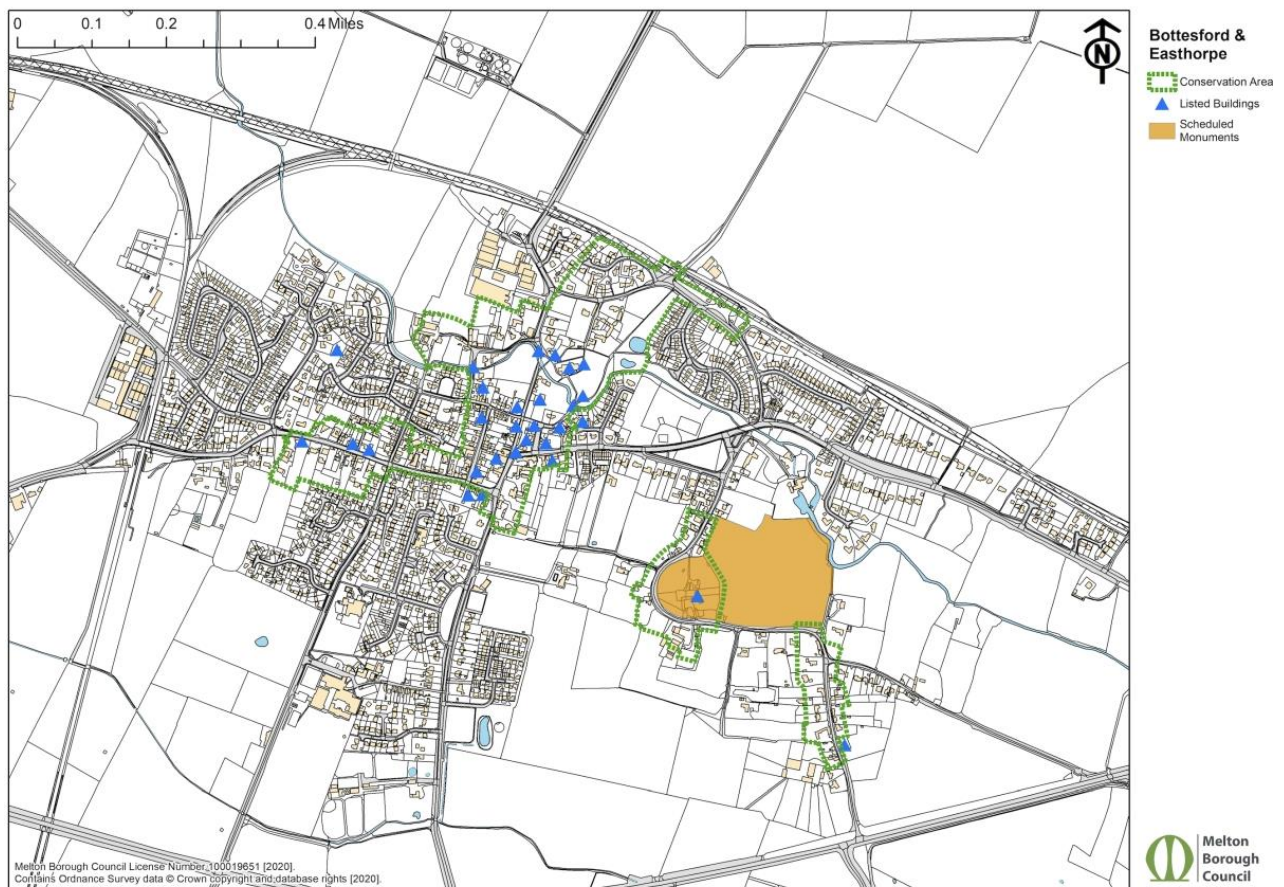 0 0.1 0.2 0.4 Miles
N
Bottesford &
Easthorpe
Conservation Area
Listed Buildings
Scheduled
Monuments
Melton Borough Council License Number 100019651 [2020].
Contains Ordnance Survey data © Crown copyright and database rights [2020].
Melton
Borough
Council